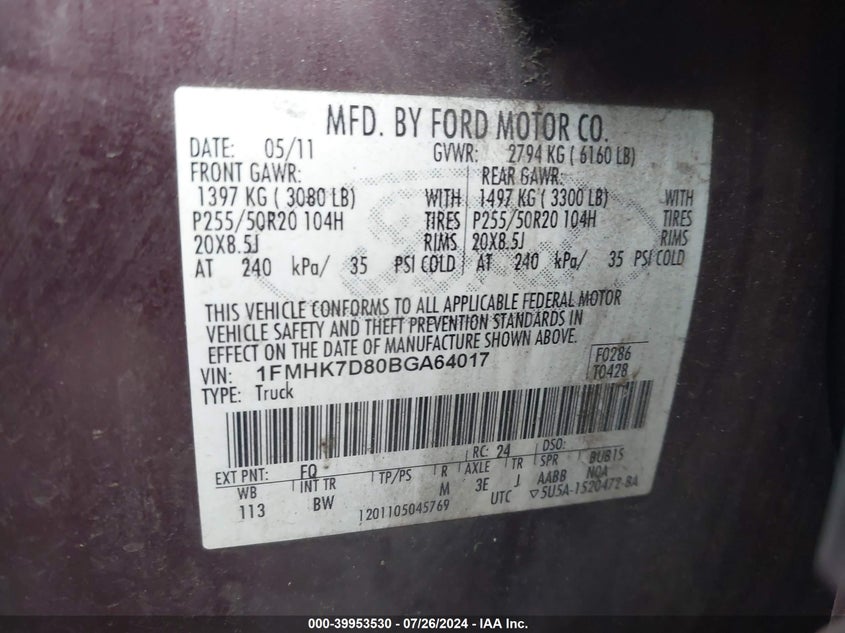 MFD. BY FORD MOTOR CO.
DATE: 05/11 GVWR: 2794 KG ( 6160 LB)
FRONT GAWR: REAR GAWR:
1397 KG ( 3080 LB) WITH 1497 KG ( 3300 LB) WITH
P255/50R20 104H TIRES P255/50R20 104H TIRES
20X8.5J RIMS 20X8.5J RIMS
AT 240 kPa/ 35 PSI COLD AT 240 kPa/ 35 PSI COLD
THIS VEHICLE CONFORMS TO ALL APPLICABLE FEDERAL MOTOR
VEHICLE SAFETY AND THEFT PREVENTION STANDARDS IN
EFFECT ON THE DATE OF MANUFACTURE SHOWN ABOVE.
VIN: 1FMHK7D80BGA64017 F0286
TYPE: Truck T0428
EXT PNT: FQ RC: 24 DSO:
WB INT TR TP/PS R AXLE TR SPR BUB15
113 BW M 3E J AABB NQA
1201105045769 UTC ▽5U5A-1520472-BA
000-39953530 - 07/26/2024 - IAA Inc.